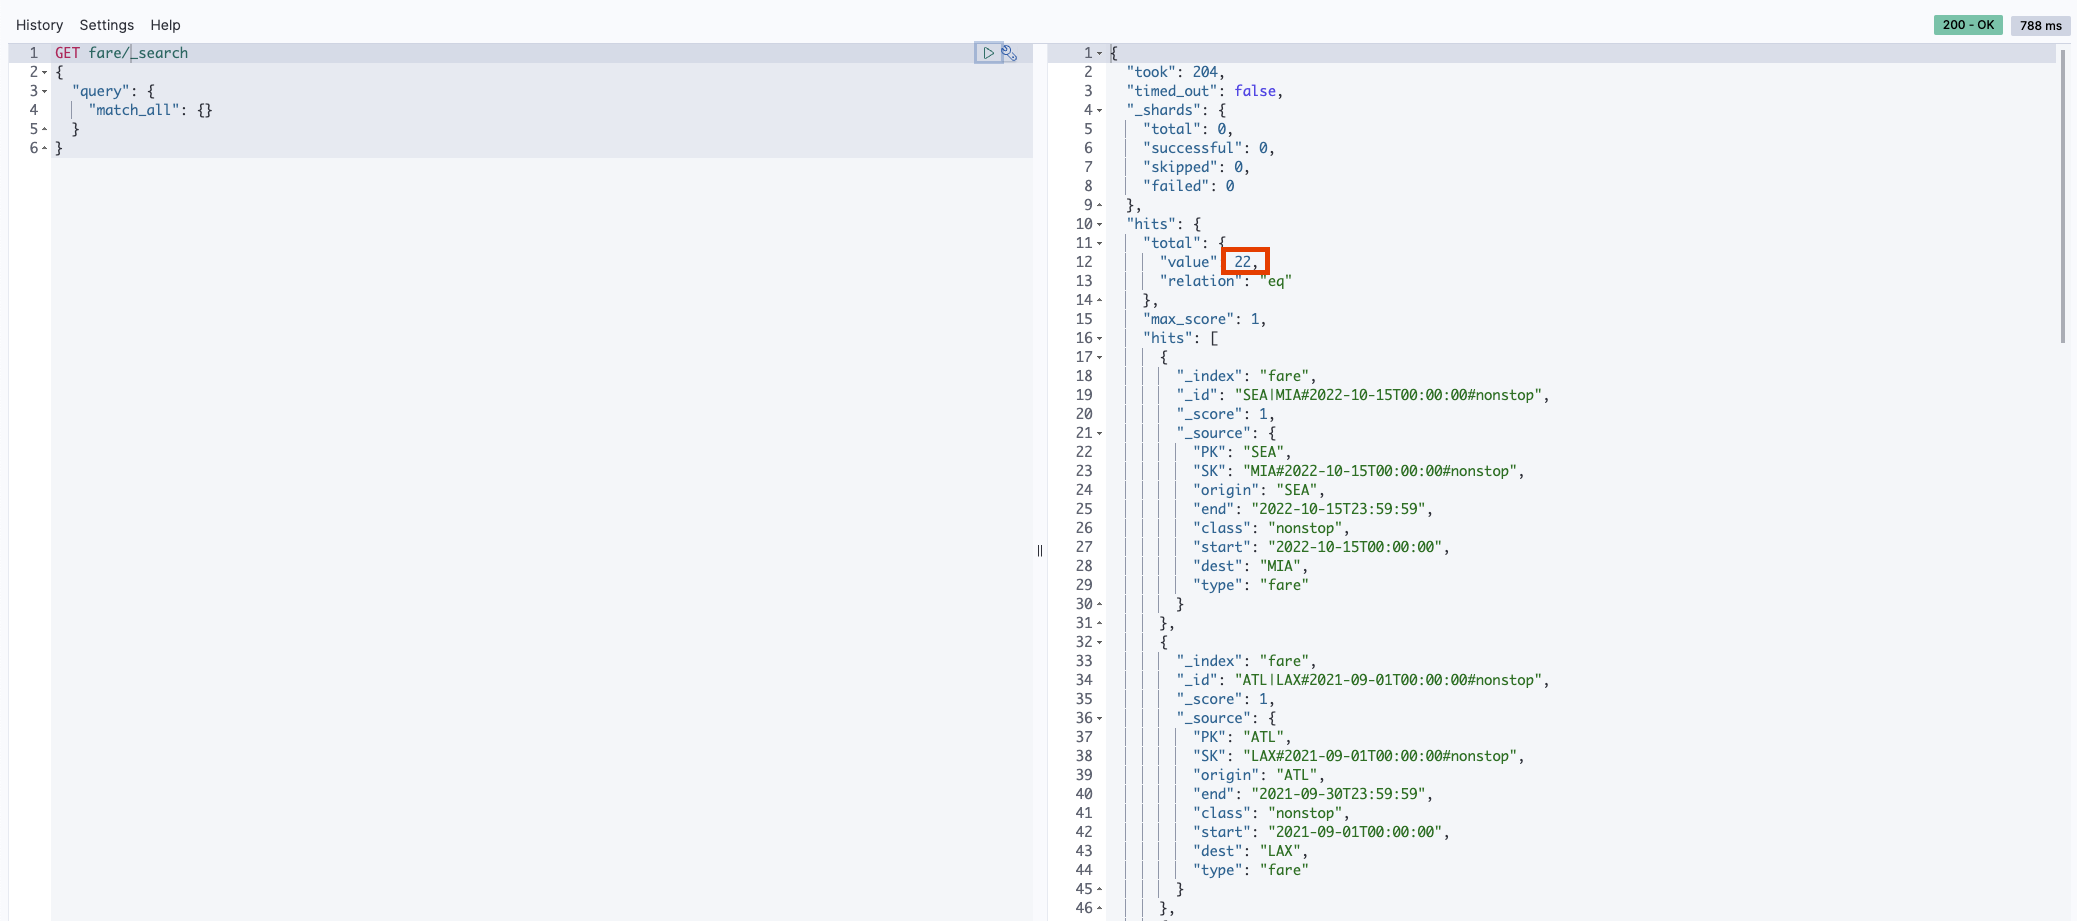 History Settings Help
200 - OK 788 ms
1 GET fare/_search
2 {
3 "query": {
4 "match_all": {}
5 }
6 }
1 {
2 "took": 204,
3 "timed_out": false,
4 "_shards": {
5 "total": 0,
6 "successful": 0,
7 "skipped": 0,
8 "failed": 0
9 },
10 "hits": {
11 "total": {
12 "value" 22,
13 "relation": "eq"
14 },
15 "max_score": 1,
16 "hits": [
17 {
18 "_index": "fare",
19 "_id": "SEA|MIA#2022-10-15T00:00:00#nonstop",
20 "_score": 1,
21 "_source": {
22 "PK": "SEA",
23 "SK": "MIA#2022-10-15T00:00:00#nonstop",
24 "origin": "SEA",
25 "end": "2022-10-15T23:59:59",
26 "class": "nonstop",
27 "start": "2022-10-15T00:00:00",
28 "dest": "MIA",
29 "type": "fare"
30 }
31 },
32 {
33 "_index": "fare",
34 "_id": "ATL|LAX#2021-09-01T00:00:00#nonstop",
35 "_score": 1,
36 "_source": {
37 "PK": "ATL",
38 "SK": "LAX#2021-09-01T00:00:00#nonstop",
39 "origin": "ATL",
40 "end": "2021-09-30T23:59:59",
41 "class": "nonstop",
42 "start": "2021-09-01T00:00:00",
43 "dest": "LAX",
44 "type": "fare"
45 }
46 },